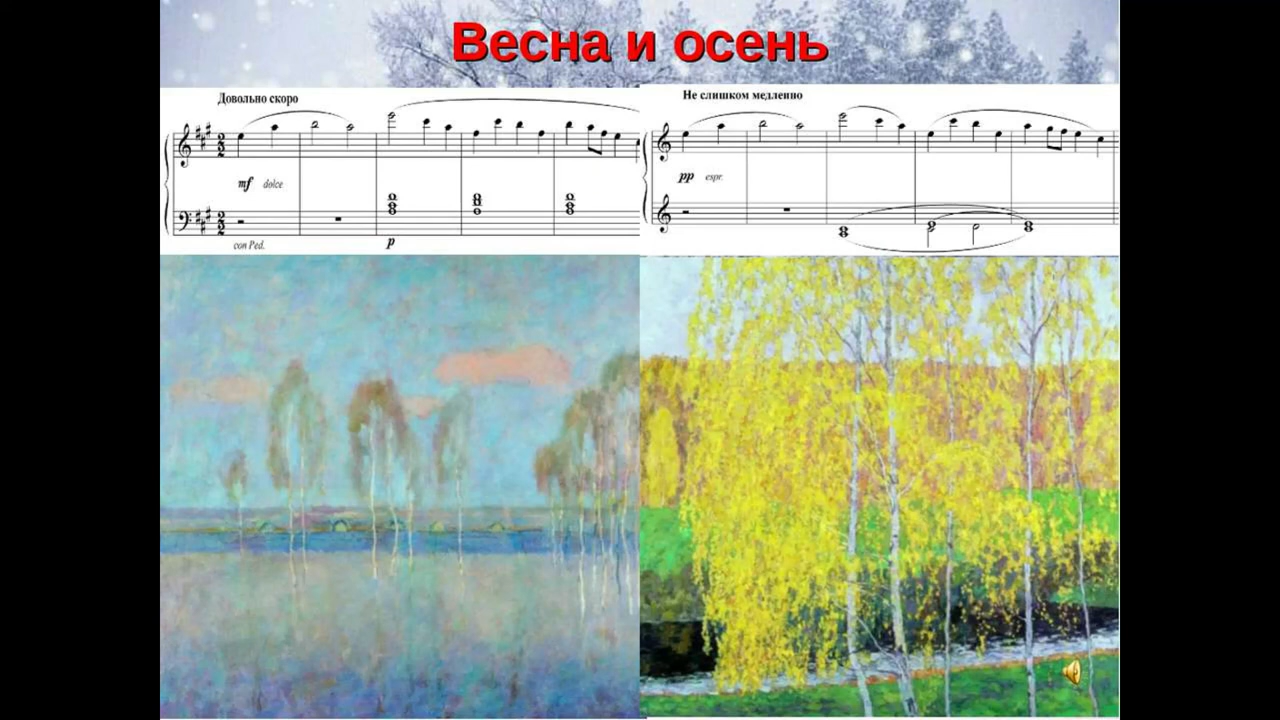 Весна и осень
Довольно скоро
mf dolce
con Ped.
p
Не слишком медленно
pp espr.